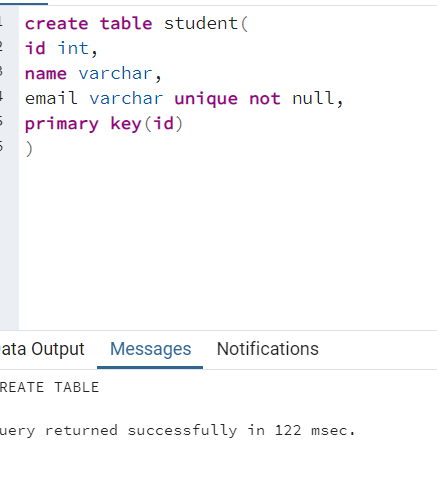 create table student(
id int,
name varchar,
email varchar unique not null,
primary key(id)
)
ata Output Messages Notifications
REATE TABLE
uery returned successfully in 122 msec.